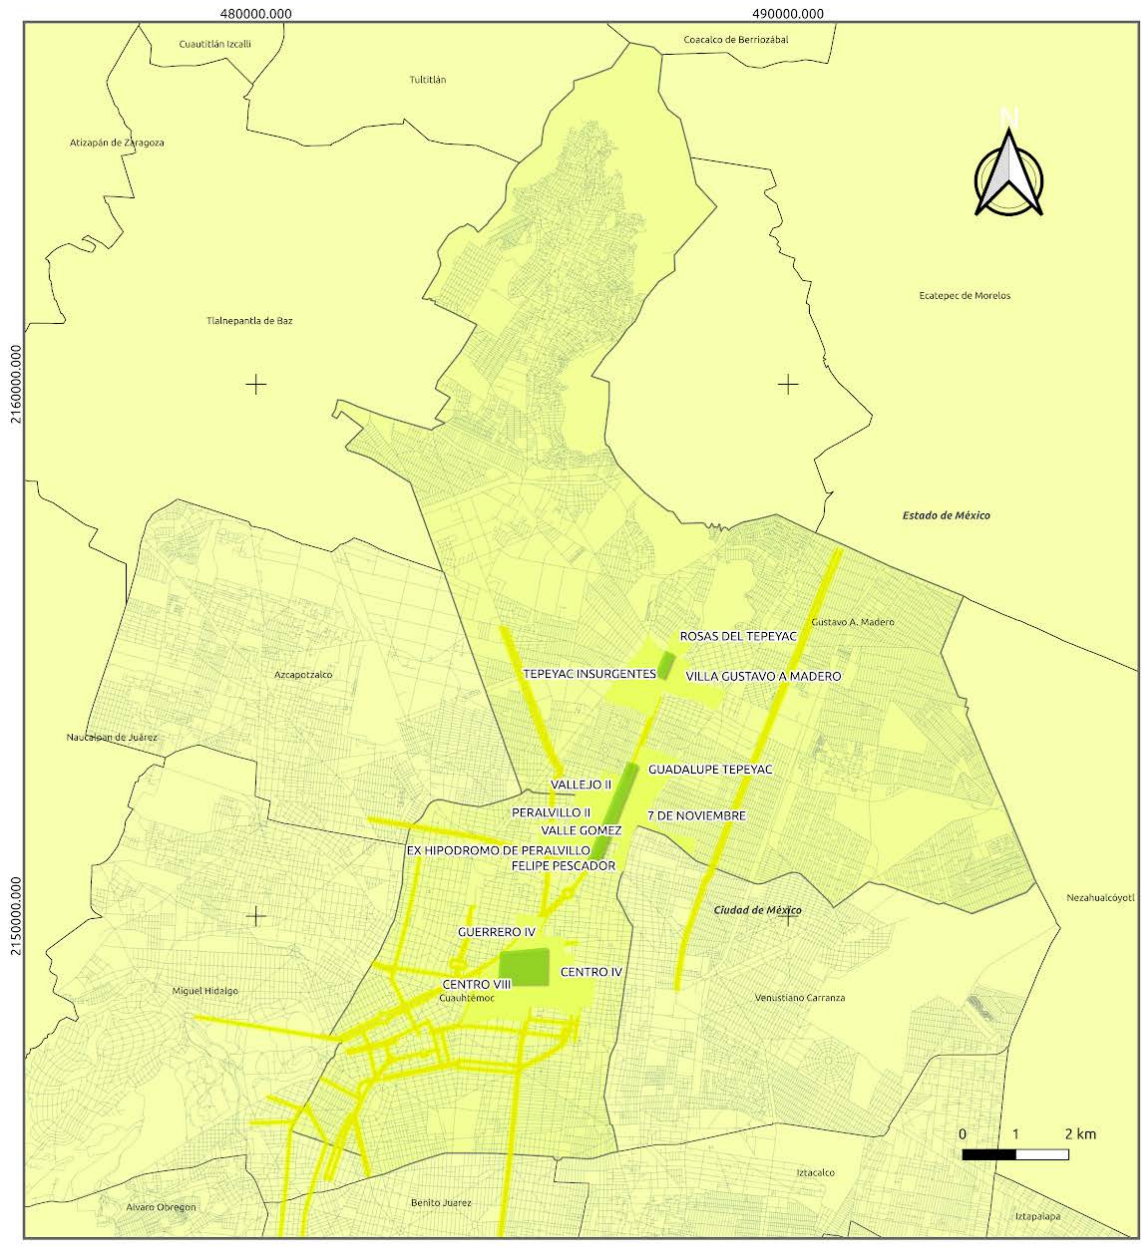 480000.000
490000.000
Cuautitlán Izcalli
Coacalco de Berriozábal
Tultitlán
N
Atizapán de Zaragoza
Ecatepec de Morelos
Tlalnepantla de Baz
2160000.000
Estado de México
Gustavo A. Madero
ROSAS DEL TEPEYAC
TEPEYAC INSURGENTES
VILLA GUSTAVO A MADERO
Azcapotzalco
Naucalpan de Juárez
GUADALUPE TEPEYAC
VALLEJO II
PERALVILLO II
7 DE NOVIEMBRE
VALLE GOMEZ
EX HIPODROMO DE PERALVILLO
FELIPE PESCADOR
Nezahualcóyotl
Ciudad de México
2150000.000
GUERRERO IV
CENTRO IV
CENTRO VIII
Miguel Hidalgo
Cuauhtémoc
Venustiano Carranza
0 1 2 km
Iztacalco
Benito Juarez
Alvaro Obregon
Iztapalapa